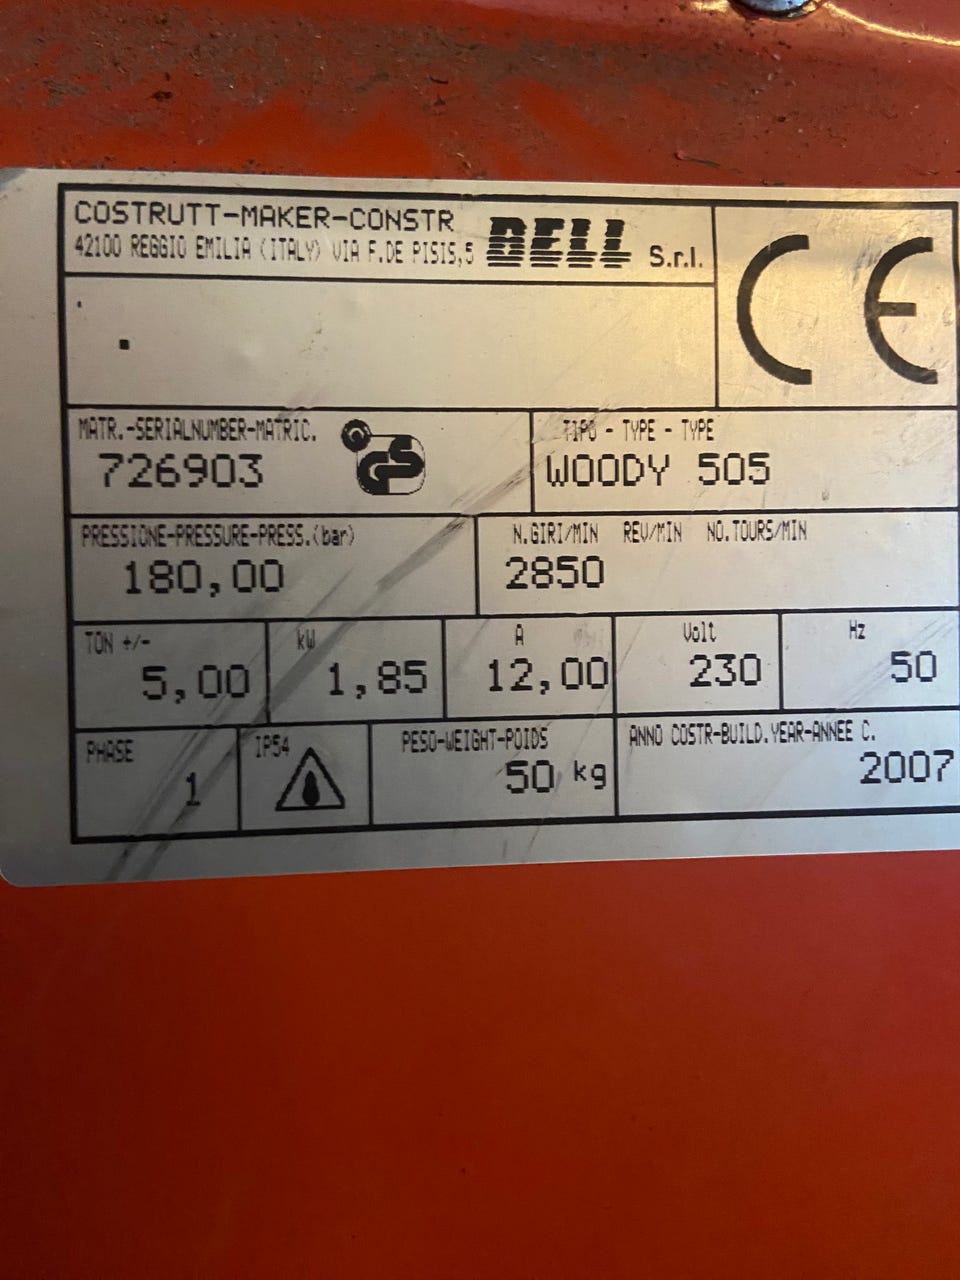 COSTRUTT-MAKER-CONSTR
42100 REGGIO EMILIA (ITALY) VIA F.DE PISIS,5
BELL S.r.l.
CE
MATR.-SERIALNUMBER-MATRIC.
726903
GS
TIPO - TYPE - TYPE
WOODY 505
PRESSIONE-PRESSURE-PRESS.(bar)
180,00
N.GIRI/MIN REV/MIN NO.TOURS/MIN
2850
TON +/-
5,00
kW
1,85
A
12,00
Volt
230
Hz
50
PHASE
1
IP54
PESO-WEIGHT-POIDS
50 kg
ANNO COSTR-BUILD.YEAR-ANNEE C.
2007